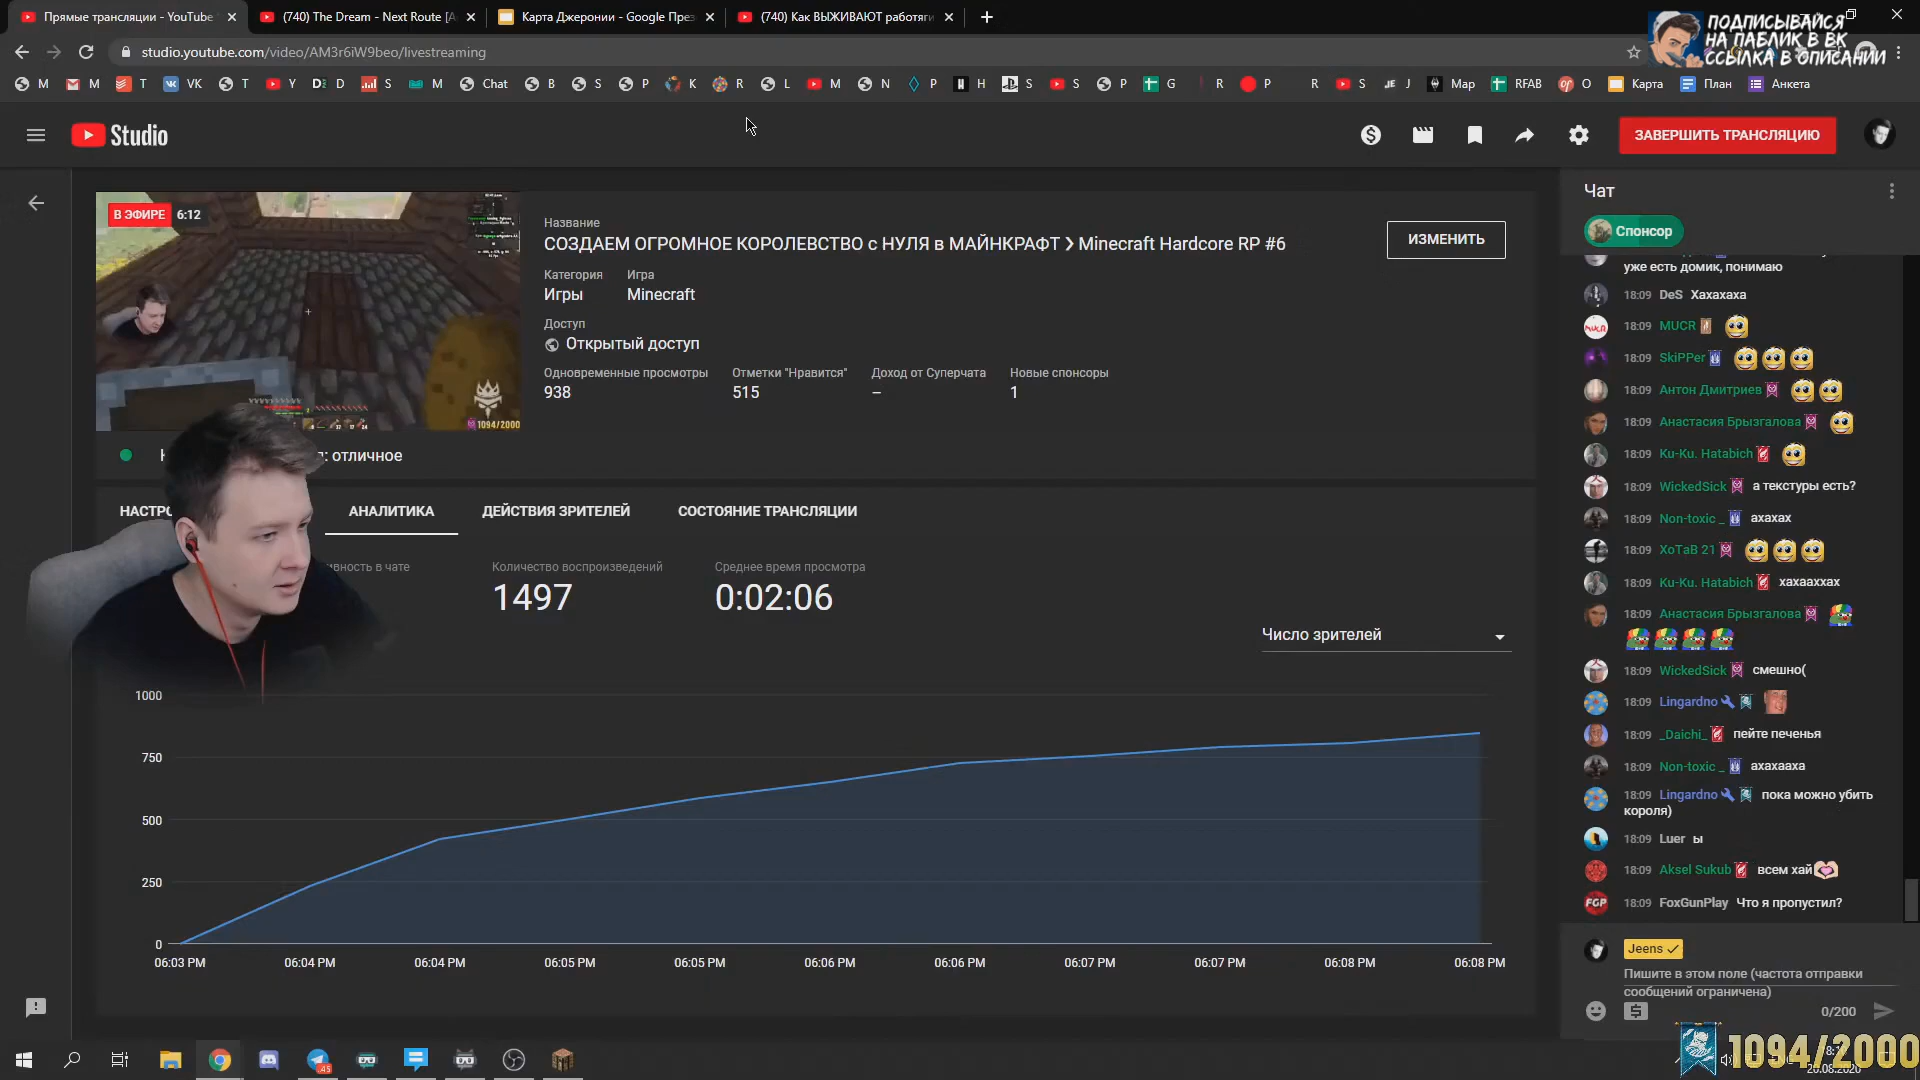 Прямые трансляции - YouTube
(740) The Dream - Next Route [A
Карта Джеронии - Google През
(740) Как ВЫЖИВАЮТ работяги
ПОДПИСЫВАЙСЯ
НА ПАБЛИК В ВК
ССЫЛКА В ОПИСАНИИ
studio.youtube.com/video/AM3r6iW9beo/livestreaming
M M T VK T Y D S M Chat B S P K R L M N P H S S P G R P R S J Map RFAB O Карта План Анкета
Studio
ЗАВЕРШИТЬ ТРАНСЛЯЦИЮ
В ЭФИРЕ 6:12
1094/2000
Название
СОЗДАЕМ ОГРОМНОЕ КОРОЛЕВСТВО с НУЛЯ в МАЙНКРАФТ ❯ Minecraft Hardcore RP #6
ИЗМЕНИТЬ
Категория Игра
Игры Minecraft
Доступ
Открытый доступ
Одновременные просмотры Отметки "Нравится" Доход от Суперчата Новые спонсоры
938 515 – 1
отличное
АНАЛИТИКА ДЕЙСТВИЯ ЗРИТЕЛЕЙ СОСТОЯНИЕ ТРАНСЛЯЦИИ
в чате
Количество воспроизведений Среднее время просмотра
1497 0:02:06
Число зрителей
1000
750
500
250
0
06:03 PM 06:04 PM 06:04 PM 06:05 PM 06:05 PM 06:06 PM 06:06 PM 06:07 PM 06:07 PM 06:08 PM 06:08 PM
Чат
Спонсор
уже есть домик, понимаю
18:09 DeS Хахахаха
18:09 MUCR
18:09 SkiPPer
18:09 Антон Дмитриев
18:09 Анастасия Брызгалова
18:09 Ku-Ku. Hatabich
18:09 WickedSick а текстуры есть?
18:09 Non-toxic _ ахахах
18:09 XoTaB 21
18:09 Ku-Ku. Hatabich хахааххах
18:09 Анастасия Брызгалова
18:09 WickedSick смешно(
18:09 Lingardno
18:09 _Daichi_ пейте печенья
18:09 Non-toxic _ ахахааха
18:09 Lingardno пока можно убить
короля)
18:09 Luer ы
18:09 Aksel Sukub всем хай
FGP 18:09 FoxGunPlay Что я пропустил?
Jeens
Пишите в этом поле (частота отправки
сообщений ограничена)
0/200
1094/2000